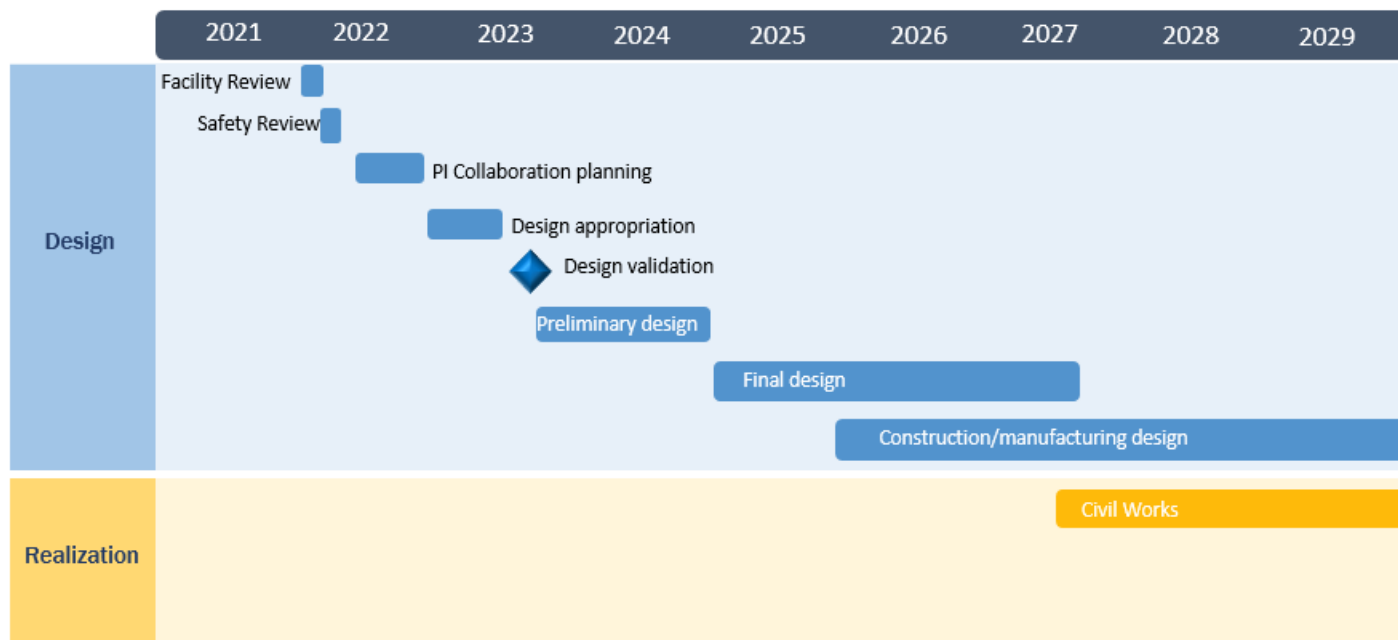 2021 2022 2023 2024 2025 2026 2027 2028 2029
Facility Review
Safety Review
PI Collaboration planning
Design appropriation
Design
Design validation
Preliminary design
Final design
Construction/manufacturing design
Civil Works
Realization